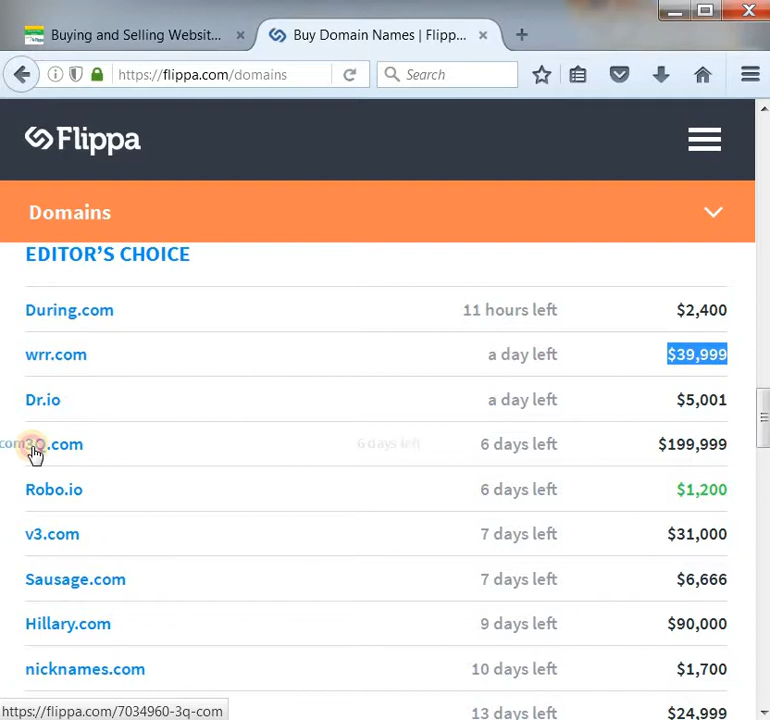 Buying and Selling Websit...
Buy Domain Names | Flipp...
https://flippa.com/domains
Search
Flippa
Domains
EDITOR'S CHOICE
During.com 11 hours left $2,400
wrr.com a day left $39,999
Dr.io a day left $5,001
3Q.com 6 days left 6 days left $199,999
Robo.io 6 days left $1,200
v3.com 7 days left $31,000
Sausage.com 7 days left $6,666
Hillary.com 9 days left $90,000
nicknames.com 10 days left $1,700
13 days left $24,999
https://flippa.com/7034960-3q-com